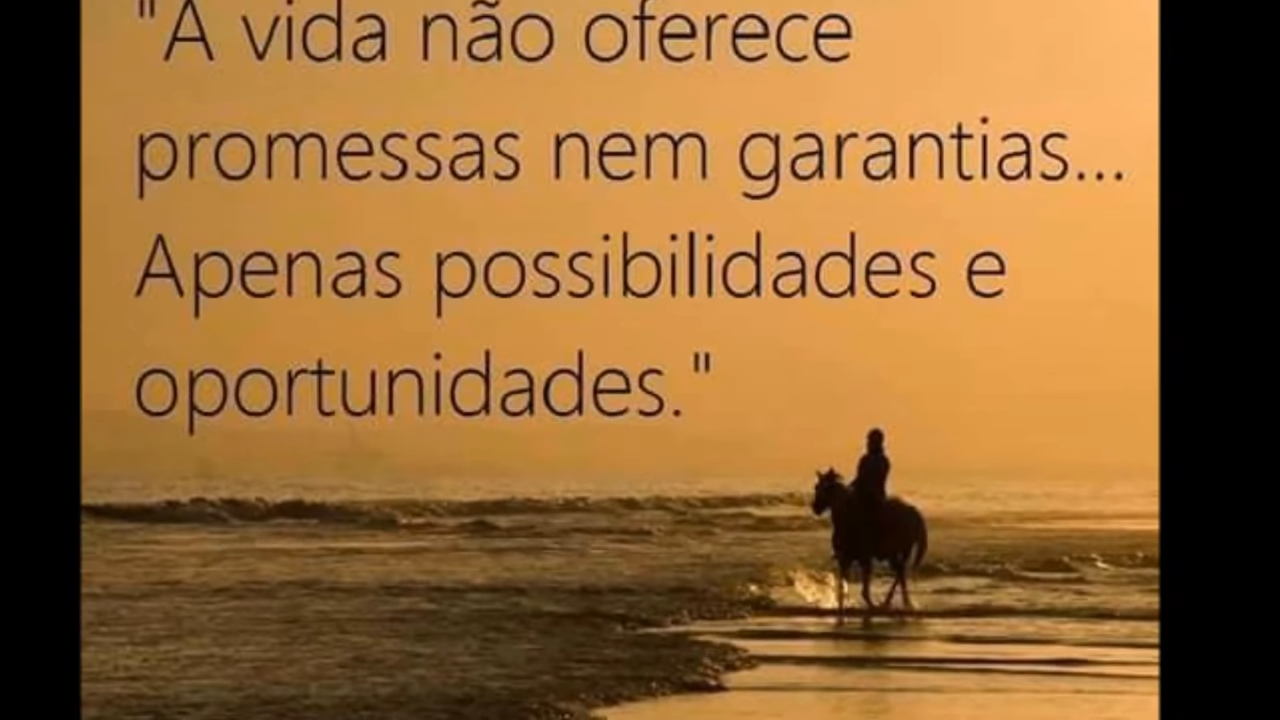 "A vida não oferece
promessas nem garantias...
Apenas possibilidades e
oportunidades."